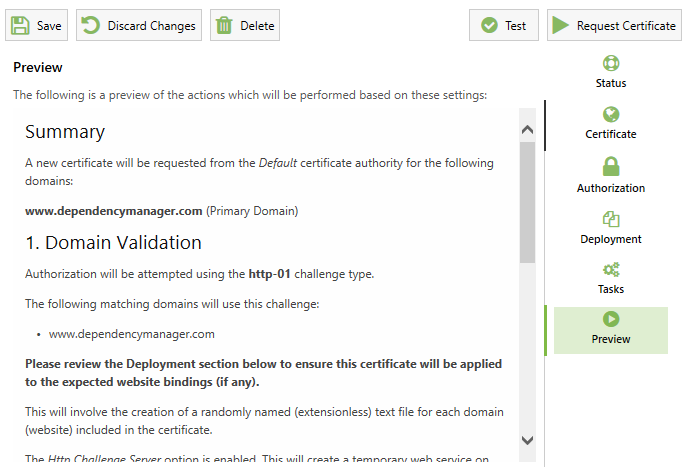 Save
Discard Changes
Delete
Test
Request Certificate
Preview
The following is a preview of the actions which will be performed based on these settings:
Summary
A new certificate will be requested from the Default certificate authority for the following
domains:
www.dependencymanager.com (Primary Domain)
1. Domain Validation
Authorization will be attempted using the http-01 challenge type.
The following matching domains will use this challenge:
• www.dependencymanager.com
Please review the Deployment section below to ensure this certificate will be applied
to the expected website bindings (if any).
This will involve the creation of a randomly named (extensionless) text file for each domain
(website) included in the certificate.
The Http Challenge Server option is enabled. This will create a temporary web service on
Status
Certificate
Authorization
Deployment
Tasks
Preview